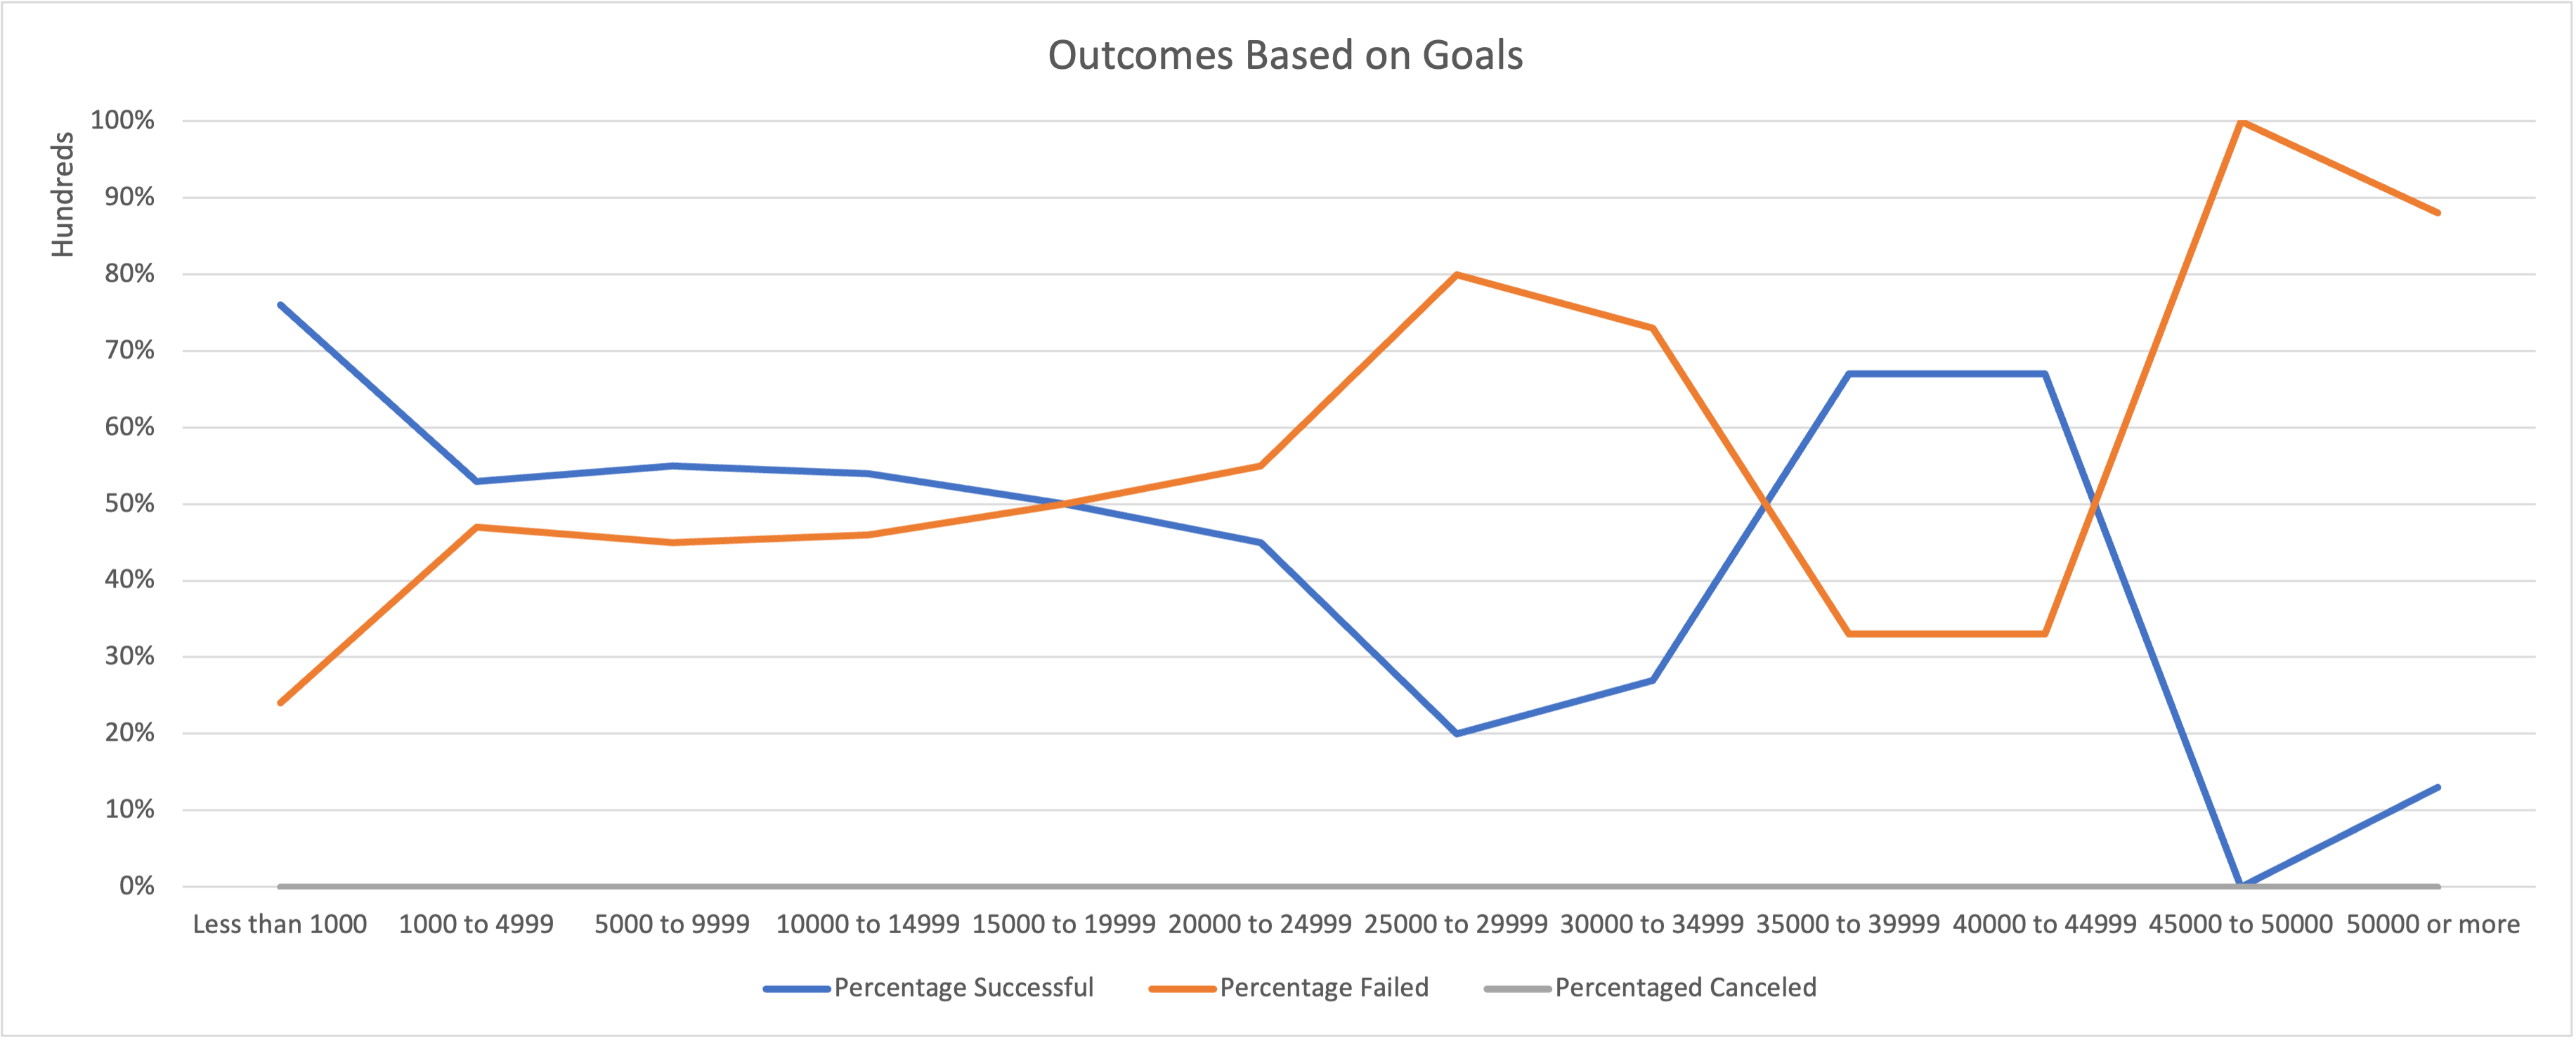 Outcomes Based on Goals
Hundreds
100%
90%
80%
70%
60%
50%
40%
30%
20%
10%
0%
Less than 1000 1000 to 4999 5000 to 9999 10000 to 14999 15000 to 19999 20000 to 24999 25000 to 29999 30000 to 34999 35000 to 39999 40000 to 44999 45000 to 50000 50000 or more
Percentage Successful Percentage Failed Percentaged Canceled